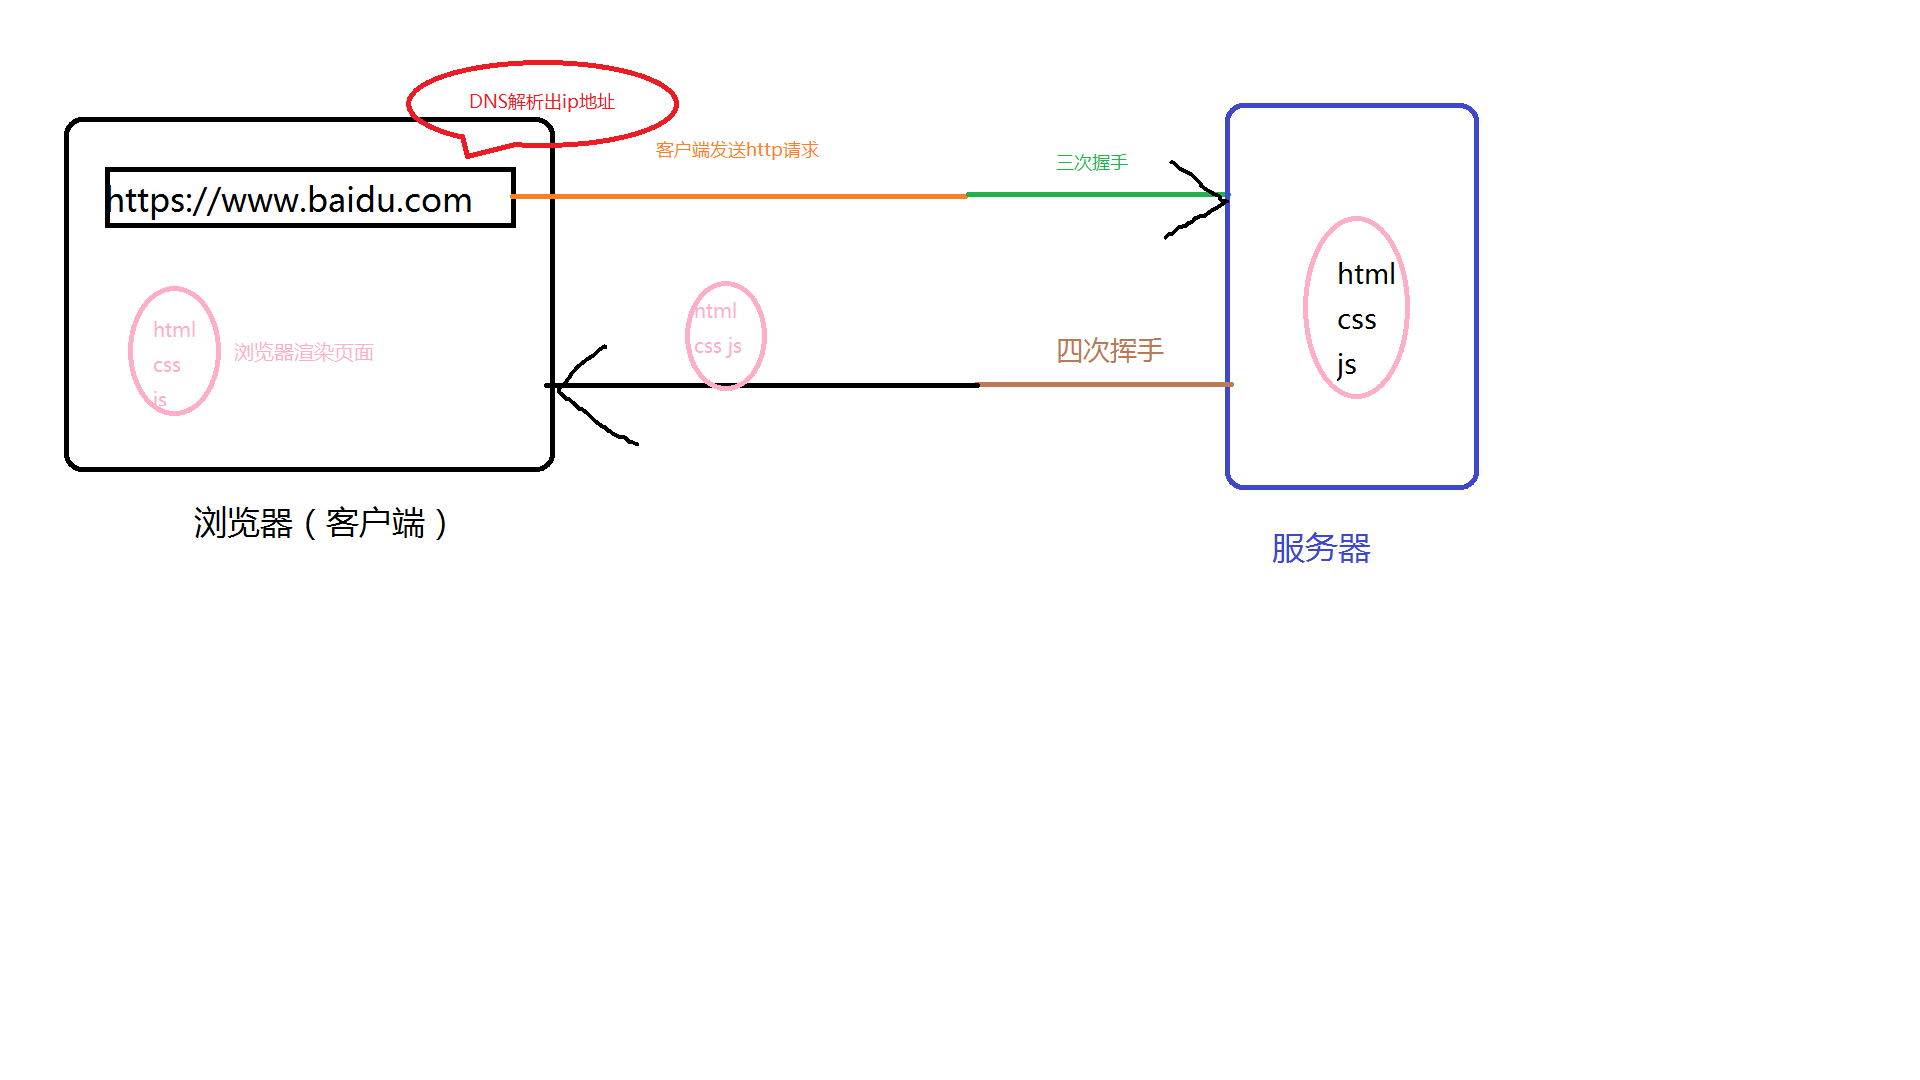 DNS解析出ip地址
客户端发送http请求
三次握手
https://www.baidu.com
html
css
js
浏览器渲染页面
html
css js
四次挥手
html
css
js
浏览器（客户端）
服务器